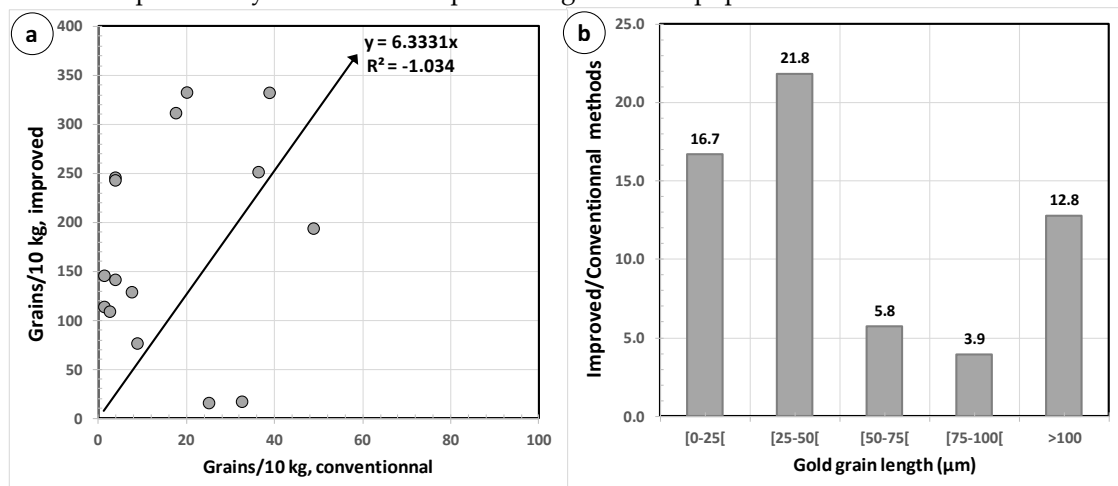 a
400
350
300
250
200
150
100
50
0
Grains/10 kg, improved
y = 6.3331x
R² = -1.034
0 20 40 60 80 100
Grains/10 kg, conventionnal
b
25.0
20.0
15.0
10.0
5.0
0.0
Improved/Conventionnal methods
16.7
21.8
5.8
3.9
12.8
[0-25[ [25-50[ [50-75[ [75-100[ >100
Gold grain length (µm)